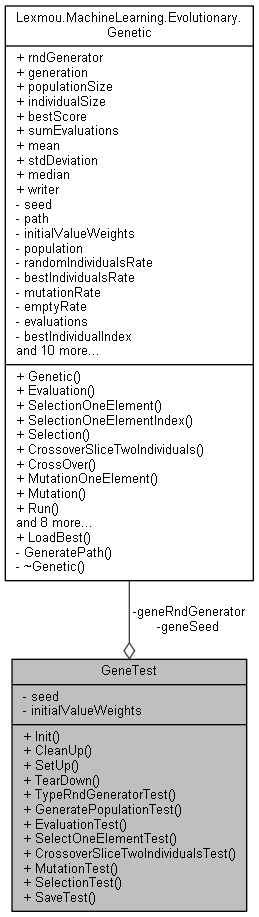 Lexmou.MachineLearning.Evolutionary.
Genetic
+ rndGenerator
+ generation
+ populationSize
+ individualSize
+ bestScore
+ sumEvaluations
+ mean
+ stdDeviation
+ median
+ writer
- seed
- path
- initialValueWeights
- population
- randomIndividualsRate
- bestIndividualsRate
- mutationRate
- emptyRate
- evaluations
- bestIndividualIndex
and 10 more...
+ Genetic()
+ Evaluation()
+ SelectionOneElement()
+ SelectionOneElementIndex()
+ Selection()
+ CrossoverSliceTwoIndividuals()
+ CrossOver()
+ MutationOneElement()
+ Mutation()
+ Run()
and 8 more...
+ LoadBest()
- GeneratePath()
- ~Genetic()
-geneRndGenerator
-geneSeed
GeneTest
- seed
- initialValueWeights
+ Init()
+ CleanUp()
+ SetUp()
+ TearDown()
+ TypeRndGeneratorTest()
+ GeneratePopulationTest()
+ EvaluationTest()
+ SelectOneElementTest()
+ CrossoverSliceTwoIndividualsTest()
+ MutationTest()
+ SelectionTest()
+ SaveTest()